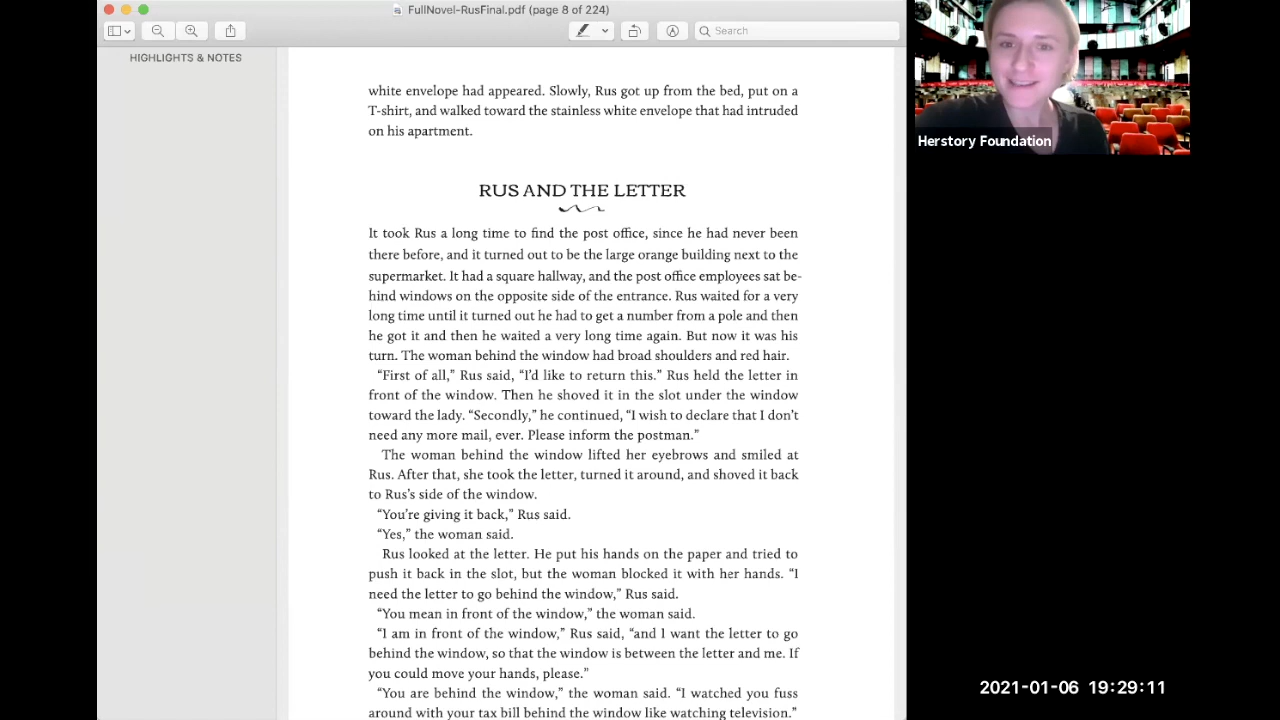 FullNovel-RusFinal.pdf (page 8 of 224)
Search
HIGHLIGHTS & NOTES
white envelope had appeared. Slowly, Rus got up from the bed, put on a
T-shirt, and walked toward the stainless white envelope that had intruded
on his apartment.
RUS AND THE LETTER
It took Rus a long time to find the post office, since he had never been
there before, and it turned out to be the large orange building next to the
supermarket. It had a square hallway, and the post office employees sat be-
hind windows on the opposite side of the entrance. Rus waited for a very
long time until it turned out he had to get a number from a pole and then
he got it and then he waited a very long time again. But now it was his
turn. The woman behind the window had broad shoulders and red hair.
“First of all,” Rus said, “I’d like to return this.” Rus held the letter in
front of the window. Then he shoved it in the slot under the window
toward the lady. “Secondly,” he continued, “I wish to declare that I don’t
need any more mail, ever. Please inform the postman.”
The woman behind the window lifted her eyebrows and smiled at
Rus. After that, she took the letter, turned it around, and shoved it back
to Rus’s side of the window.
“You’re giving it back,” Rus said.
“Yes,” the woman said.
Rus looked at the letter. He put his hands on the paper and tried to
push it back in the slot, but the woman blocked it with her hands. “I
need the letter to go behind the window,” Rus said.
“You mean in front of the window,” the woman said.
“I am in front of the window,” Rus said, “and I want the letter to go
behind the window, so that the window is between the letter and me. If
you could move your hands, please.”
“You are behind the window,” the woman said. “I watched you fuss
around with your tax bill behind the window like watching television.”
Herstory Foundation
2021-01-06 19:29:11